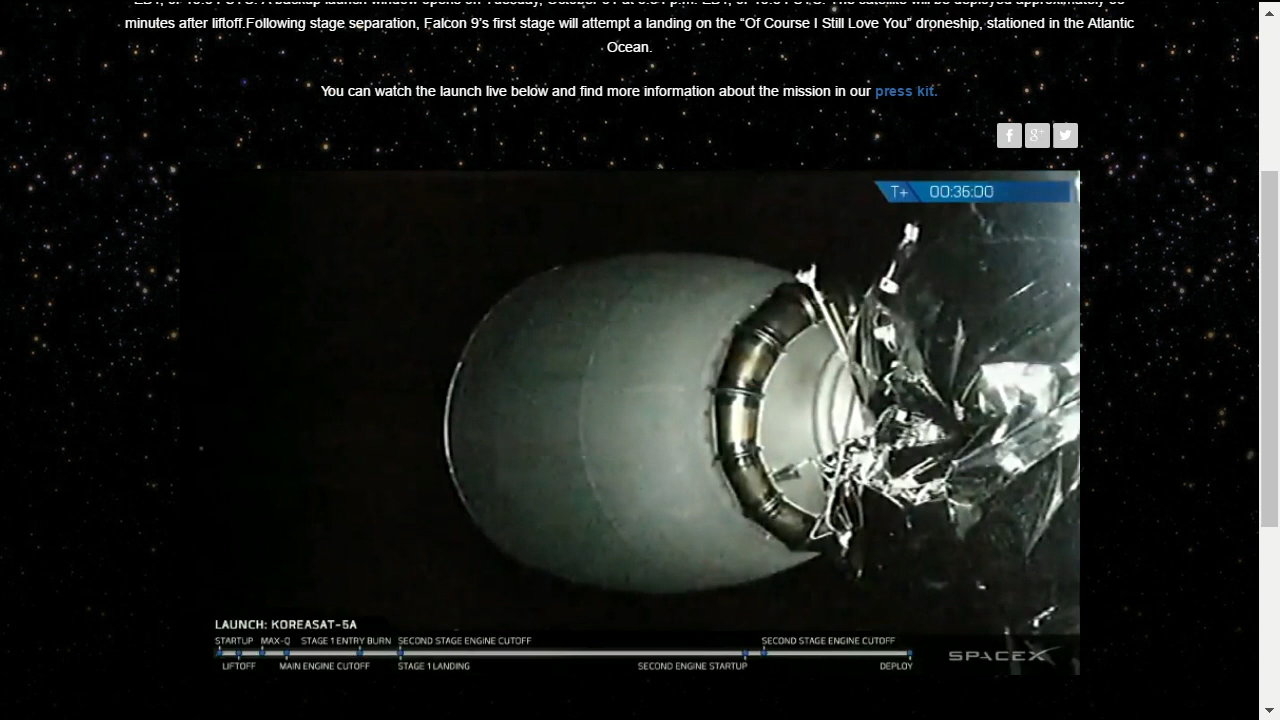 minutes after liftoff.Following stage separation, Falcon 9's first stage will attempt a landing on the “Of Course I Still Love You” droneship, stationed in the Atlantic
Ocean.
You can watch the launch live below and find more information about the mission in our press kit.
f g+
T+ 00:36:00
LAUNCH: KOREASAT-5A
STARTUP MAX-Q STAGE 1 ENTRY BURN SECOND STAGE ENGINE CUTOFF SECOND STAGE ENGINE CUTOFF
LIFTOFF MAIN ENGINE CUTOFF STAGE 1 LANDING SECOND ENGINE STARTUP DEPLOY
SPACEX